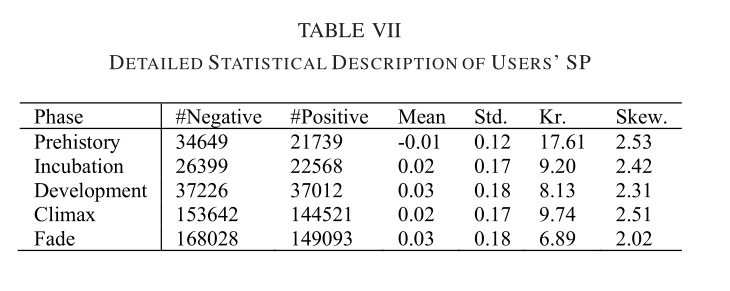 TABLE VII
DETAILED STATISTICAL DESCRIPTION OF USERS' SP
Phase #Negative #Positive Mean Std. Kr. Skew.
Prehistory 34649 21739 -0.01 0.12 17.61 2.53
Incubation 26399 22568 0.02 0.17 9.20 2.42
Development 37226 37012 0.03 0.18 8.13 2.31
Climax 153642 144521 0.02 0.17 9.74 2.51
Fade 168028 149093 0.03 0.18 6.89 2.02